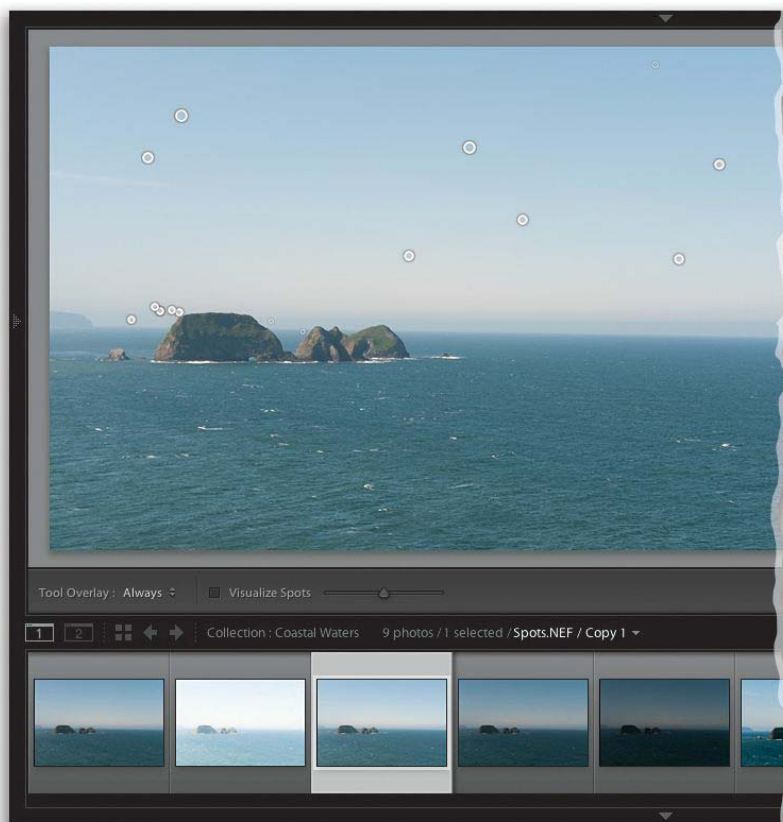 Tool Overlay : Always Visualize Spots
1 2 Collection : Coastal Waters 9 photos / 1 selected / Spots.NEF / Copy 1